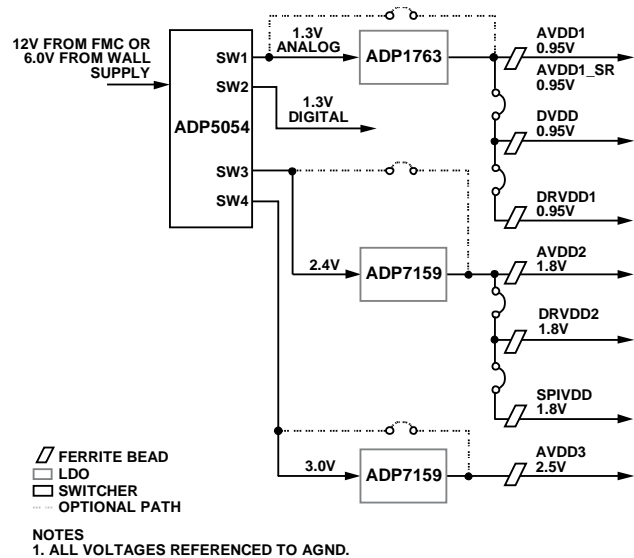 12V FROM FMC OR
6.0V FROM WALL
SUPPLY
ADP5054
SW1
SW2
SW3
SW4
1.3V
ANALOG
1.3V
DIGITAL
ADP1763
AVDD1
0.95V
AVDD1_SR
0.95V
DVDD
0.95V
DRVDD1
0.95V
2.4V
ADP7159
AVDD2
1.8V
DRVDD2
1.8V
SPIVDD
1.8V
3.0V
ADP7159
AVDD3
2.5V
FERRITE BEAD
LDO
SWITCHER
OPTIONAL PATH
NOTES
1. ALL VOLTAGES REFERENCED TO AGND.